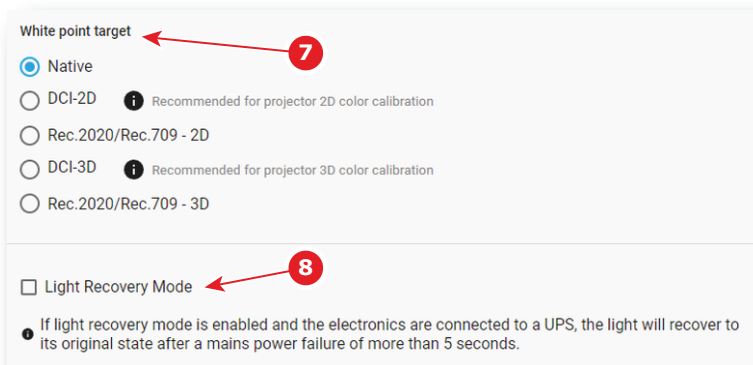 White point target
7
Native
DCI-2D Recommended for projector 2D color calibration
Rec.2020/Rec.709 - 2D
DCI-3D Recommended for projector 3D color calibration
Rec.2020/Rec.709 - 3D
8
Light Recovery Mode
If light recovery mode is enabled and the electronics are connected to a UPS, the light will recover to
its original state after a mains power failure of more than 5 seconds.